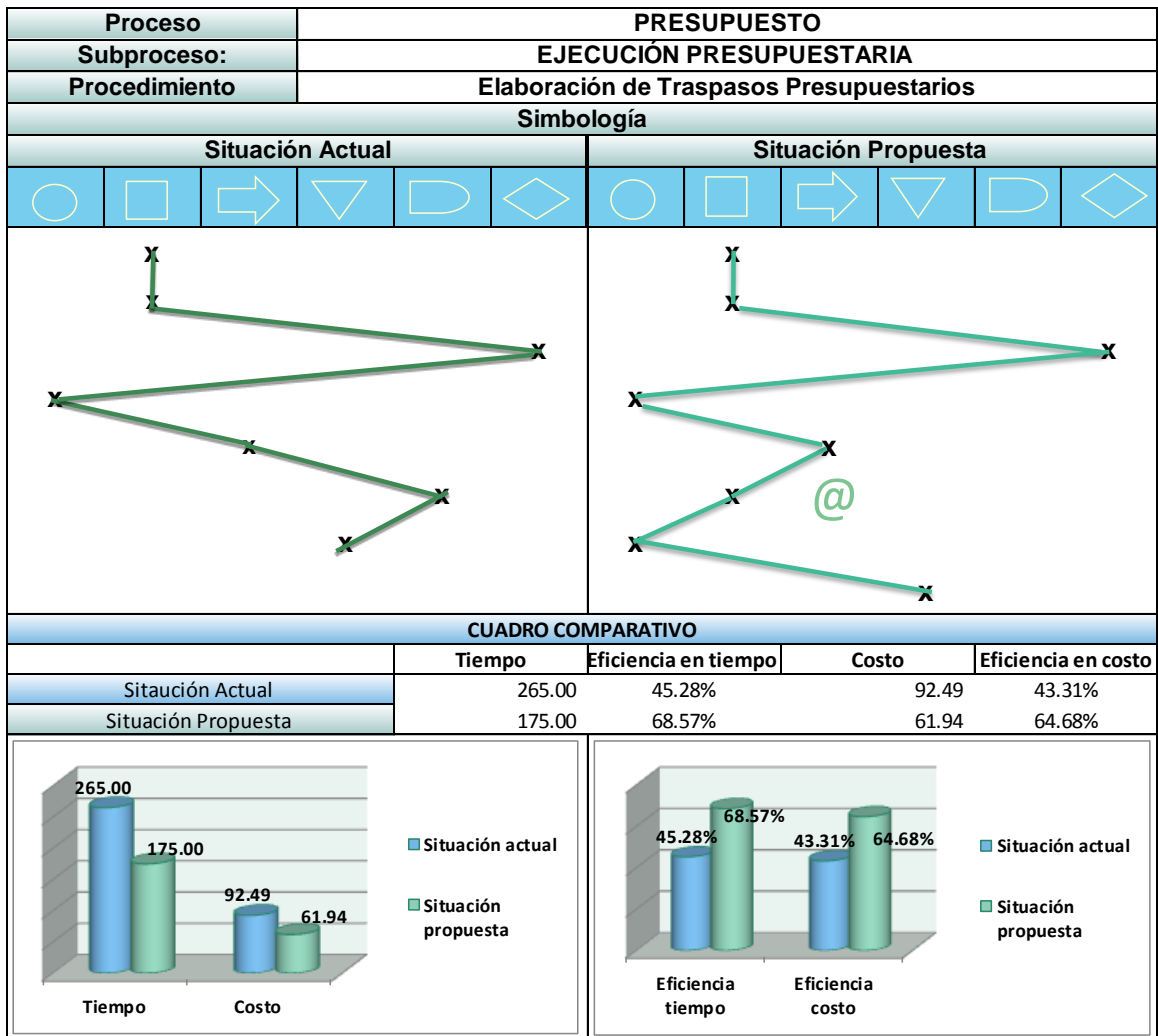 Proceso PRESUPUESTO
Subproceso: EJECUCIÓN PRESUPUESTARIA
Procedimiento Elaboración de Traspasos Presupuestarios
Simbología
Situación Actual Situación Propuesta
x x
x x
x x
x x
x x
x x
@
x x
x
CUADRO COMPARATIVO
Tiempo Eficiencia en tiempo Costo Eficiencia en costo
Sitaución Actual 265.00 45.28% 92.49 43.31%
Situación Propuesta 175.00 68.57% 61.94 64.68%
265.00
175.00
92.49
61.94
Tiempo Costo
Situación actual
Situación
propuesta
45.28%
68.57%
43.31%
64.68%
Eficiencia
tiempo
Eficiencia
costo
Situación actual
Situación
propuesta